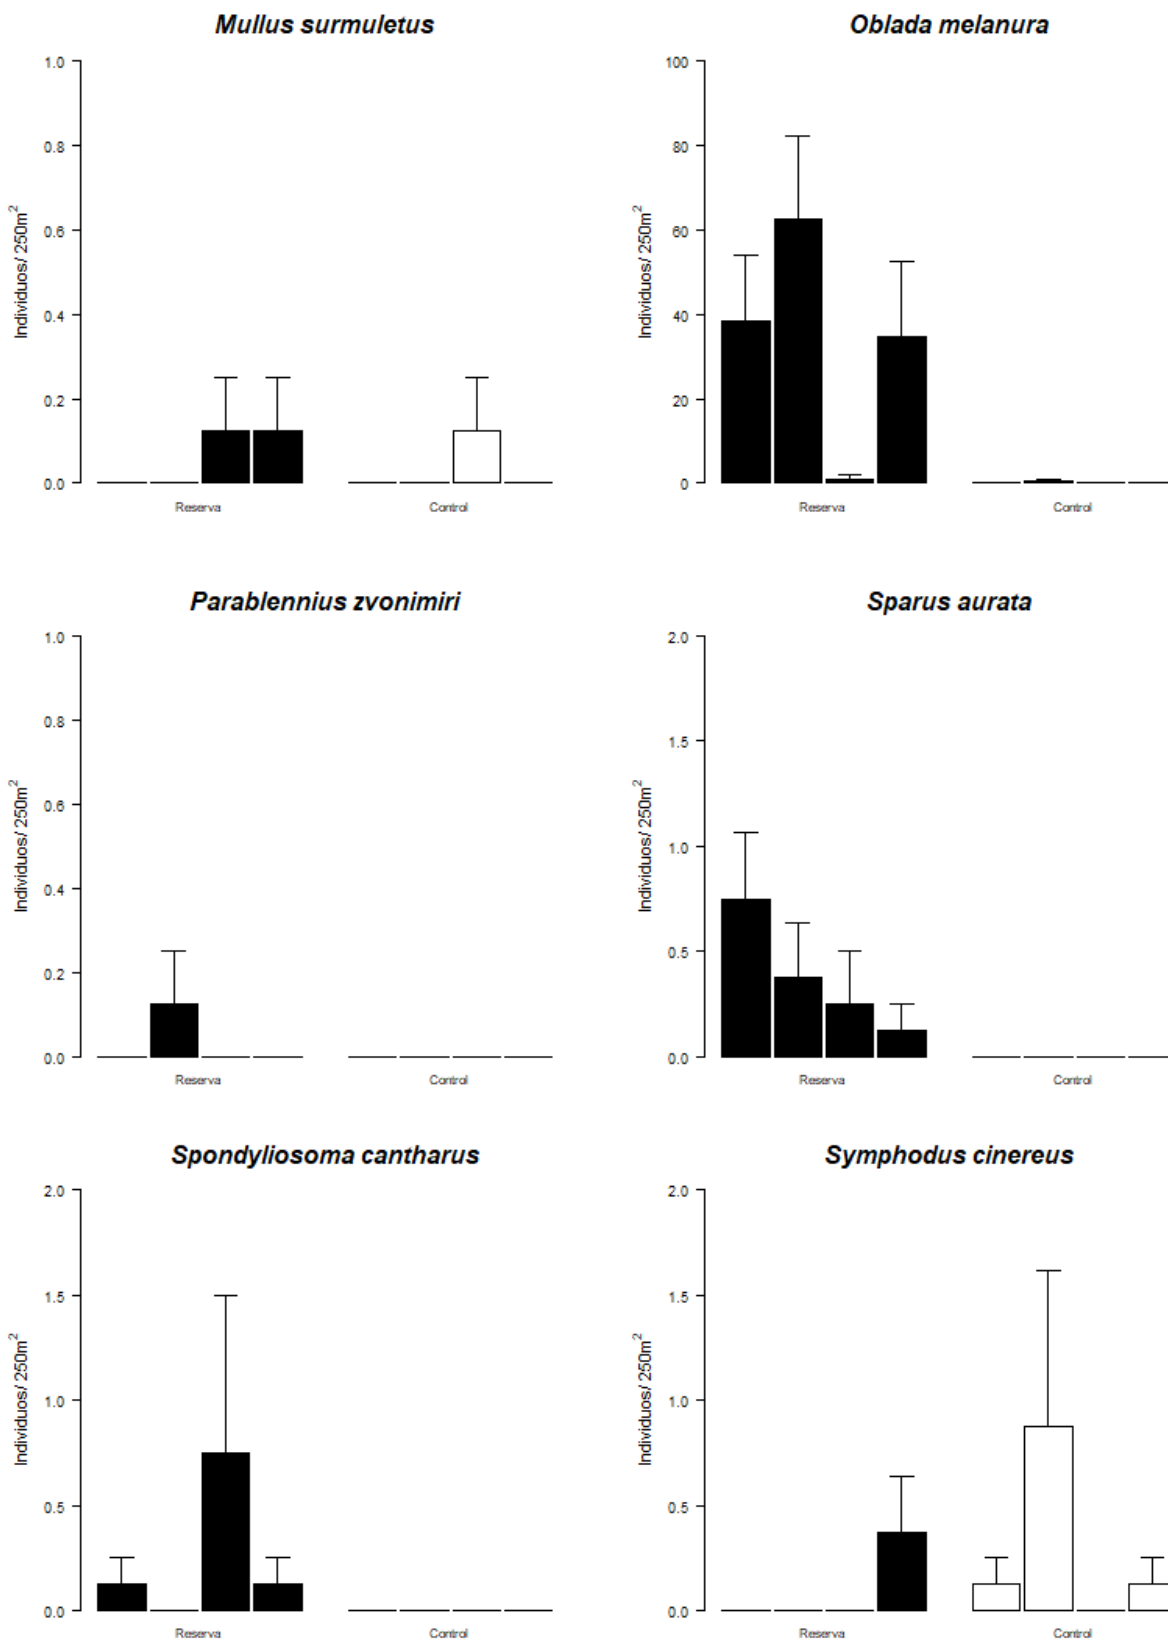 Mullus surmuletus
Individuos/ 250m²
1.0
0.8
0.6
0.4
0.2
0.0
Reserva Control
Oblada melanura
Individuos/ 250m²
100
80
60
40
20
0
Reserva Control
Parablennius zvonimiri
Individuos/ 250m²
1.0
0.8
0.6
0.4
0.2
0.0
Reserva Control
Sparus aurata
Individuos/ 250m²
2.0
1.5
1.0
0.5
0.0
Reserva Control
Spondyliosoma cantharus
Individuos/ 250m²
2.0
1.5
1.0
0.5
0.0
Reserva Control
Symphodus cinereus
Individuos/ 250m²
2.0
1.5
1.0
0.5
0.0
Reserva Control